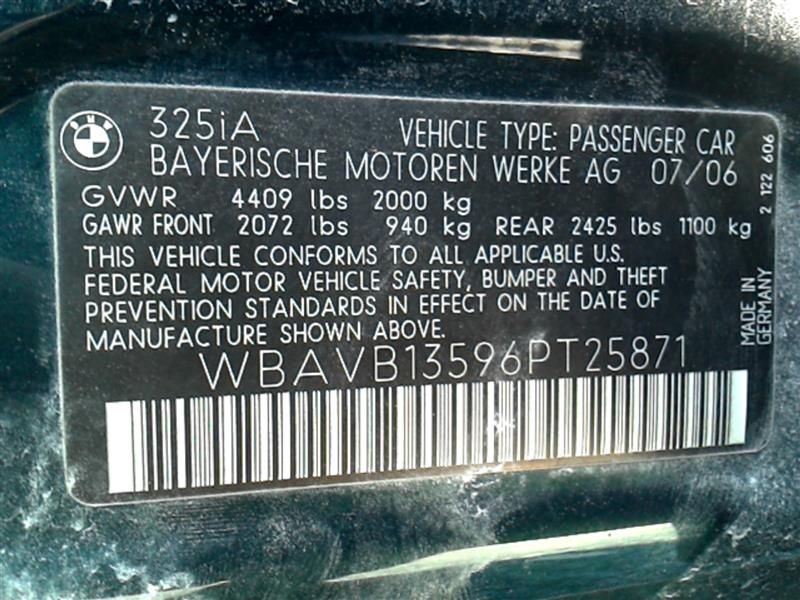 BMW
325iA VEHICLE TYPE: PASSENGER CAR
BAYERISCHE MOTOREN WERKE AG 07/06
GVWR 4409 lbs 2000 kg
GAWR FRONT 2072 lbs 940 kg REAR 2425 lbs 1100 kg
THIS VEHICLE CONFORMS TO ALL APPLICABLE U.S.
FEDERAL MOTOR VEHICLE SAFETY, BUMPER AND THEFT
PREVENTION STANDARDS IN EFFECT ON THE DATE OF
MANUFACTURE SHOWN ABOVE.
WBAVB13596PT25871
2 122 606
MADE IN
GERMANY